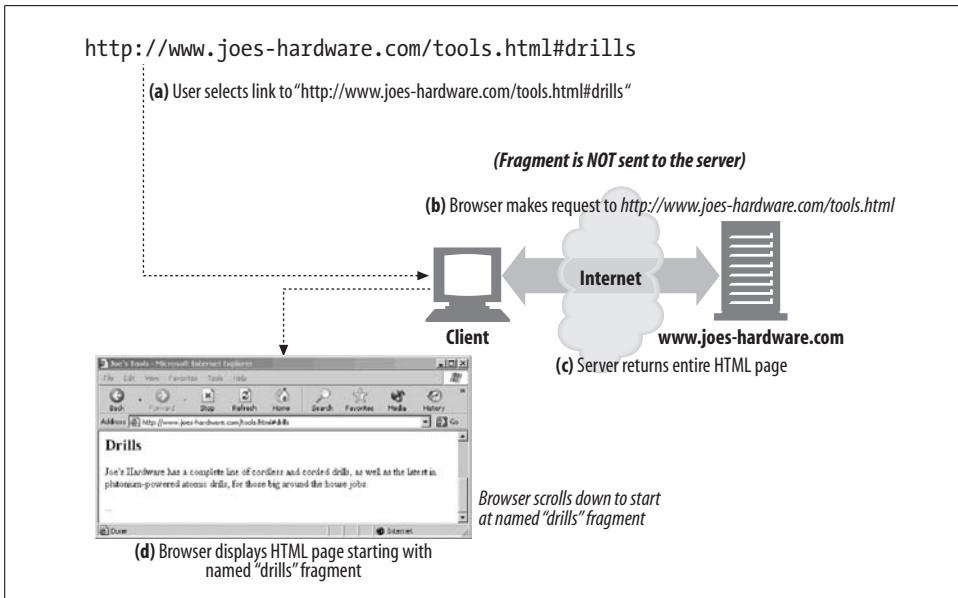 http://www.joes-hardware.com/tools.html#drills
(a) User selects link to “http://www.joes-hardware.com/tools.html#drills“
(Fragment is NOT sent to the server)
(b) Browser makes request to http://www.joes-hardware.com/tools.html
Internet
Client
www.joes-hardware.com
(c) Server returns entire HTML page
Joe's Tools - Microsoft Internet Explorer
File Edit View Favorites Tools Help
Back Forward Stop Refresh Home Search Favorites Media History
Address http://www.joes-hardware.com/tools.html#drills Go
Drills
Joe's Hardware has a complete line of cordless and corded drills, as well as the latest in
plutonium-powered atomic drills, for those big around the house jobs.
...
Done Internet
Browser scrolls down to start
at named “drills” fragment
(d) Browser displays HTML page starting with
named “drills” fragment